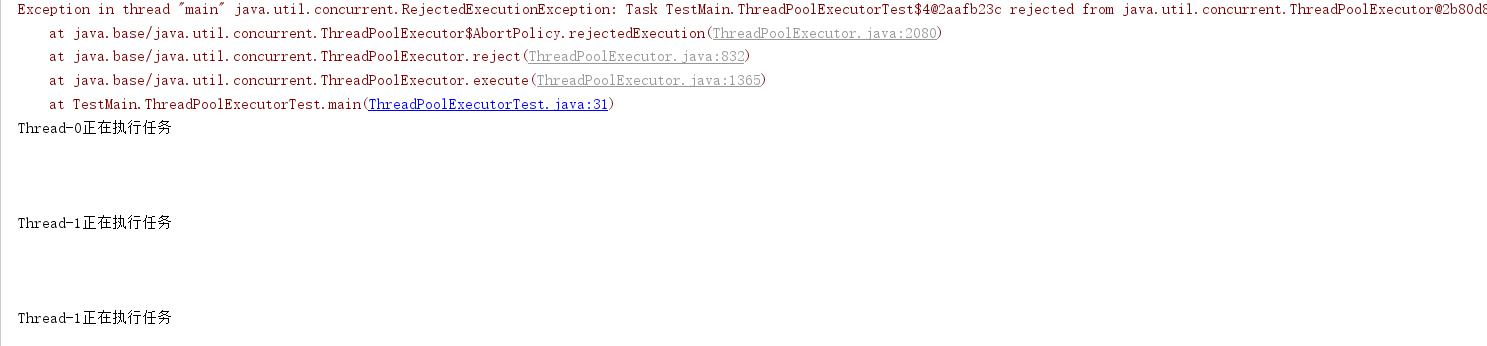 Exception in thread "main" java.util.concurrent.RejectedExecutionException: Task TestMain.ThreadPoolExecutorTest$4@2aafb23c rejected from java.util.concurrent.ThreadPoolExecutor@2b80d8
at java.base/java.util.concurrent.ThreadPoolExecutor$AbortPolicy.rejectedExecution(ThreadPoolExecutor.java:2080)
at java.base/java.util.concurrent.ThreadPoolExecutor.reject(ThreadPoolExecutor.java:832)
at java.base/java.util.concurrent.ThreadPoolExecutor.execute(ThreadPoolExecutor.java:1365)
at TestMain.ThreadPoolExecutorTest.main(ThreadPoolExecutorTest.java:31)
Thread-0正在执行任务
Thread-1正在执行任务
Thread-1正在执行任务